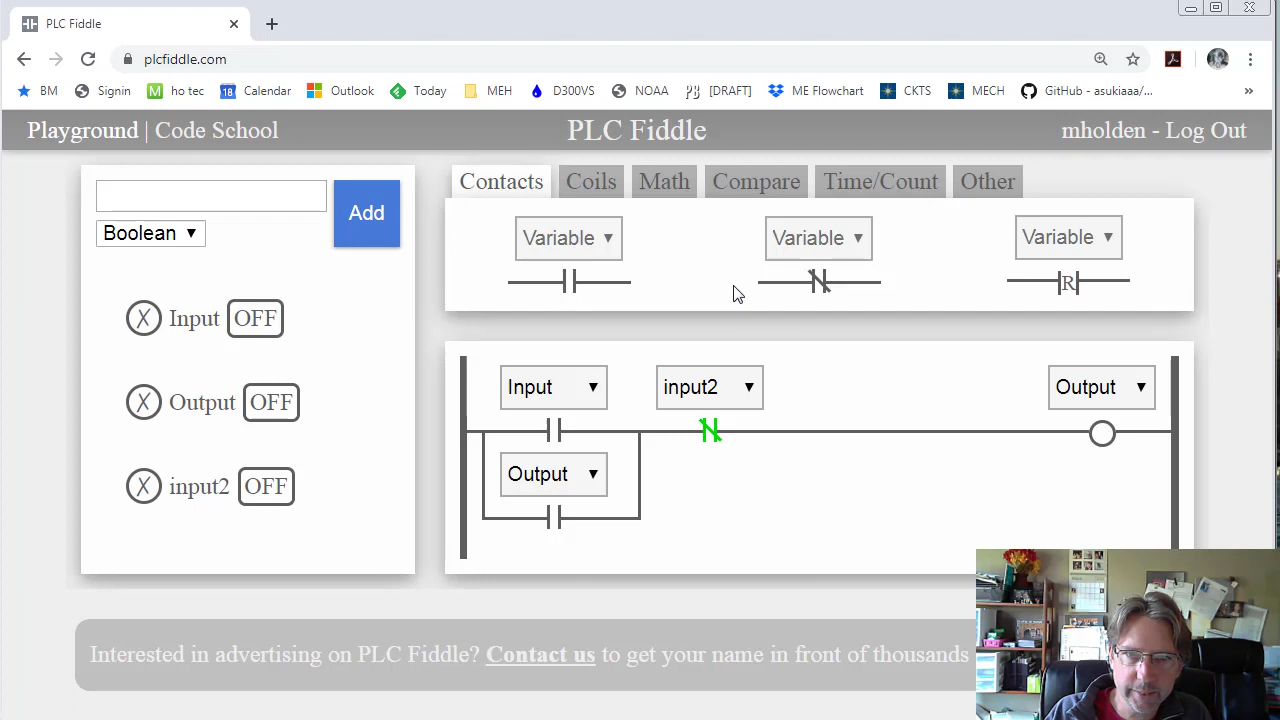 PLC Fiddle
plcfiddle.com
BM Signin ho tec Calendar Outlook Today MEH D300VS NOAA [DRAFT] ME Flowchart CKTS MECH GitHub - asukiaaa/... »
18
Playground | Code School
PLC Fiddle
mholden - Log Out
Add
Boolean ▼
X Input OFF
X Output OFF
X input2 OFF
Contacts Coils Math Compare Time/Count Other
Variable ▼ Variable ▼ Variable ▼
R
Input ▼ input2 ▼ Output ▼
Output ▼
Interested in advertising on PLC Fiddle? Contact us to get your name in front of thousands